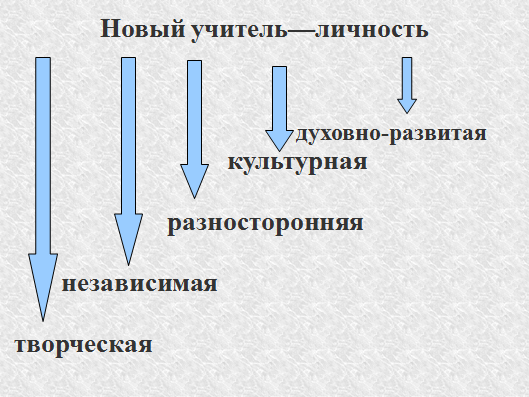 Новый учитель—личность
духовно-развитая
культурная
разносторонняя
независимая
творческая